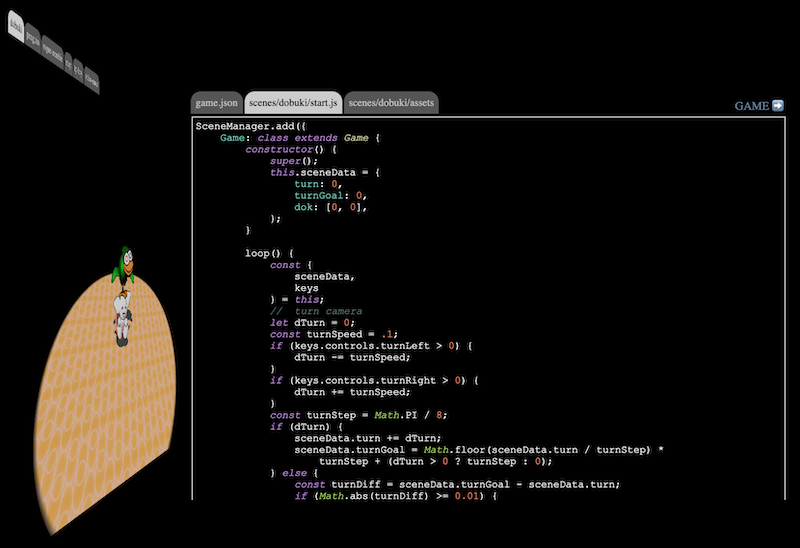 dobuki
game.json
scenes/dobuki/start.js
scenes/dobuki/assets
GAME ➡
SceneManager.add({
    Game: class extends Game {
        constructor() {
            super();
            this.sceneData = {
                turn: 0,
                turnGoal: 0,
                dok: [0, 0],
            };
        }

        loop() {
            const {
                sceneData,
                keys
            } = this;
            //  turn camera
            let dTurn = 0;
            const turnSpeed = .1;
            if (keys.controls.turnLeft > 0) {
                dTurn -= turnSpeed;
            }
            if (keys.controls.turnRight > 0) {
                dTurn += turnSpeed;
            }
            const turnStep = Math.PI / 8;
            if (dTurn) {
                sceneData.turn += dTurn;
                sceneData.turnGoal = Math.floor(sceneData.turn / turnStep) *
                    turnStep + (dTurn > 0 ? turnStep : 0);
            } else {
                const turnDiff = sceneData.turnGoal - sceneData.turn;
                if (Math.abs(turnDiff) >= 0.01) {